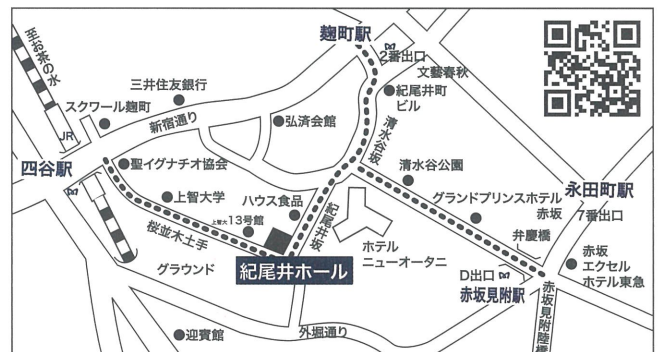 至お茶の水
麹町駅
2番出口
文藝春秋
三井住友銀行
スクワール麹町
紀尾井町
ビル
新宿通り
弘済会館
清水谷坂
JR
四谷駅
聖イグナチオ協会
清水谷公園
上智大学
ハウス食品
グランドプリンスホテル
赤坂
永田町駅
7番出口
上智大13号館
紀尾井坂
弁慶橋
桜並木土手
ホテル
ニューオータニ
赤坂
エクセル
ホテル東急
グラウンド
紀尾井ホール
D出口
赤坂見附駅
赤坂見附陸橋
外堀通り
迎賓館